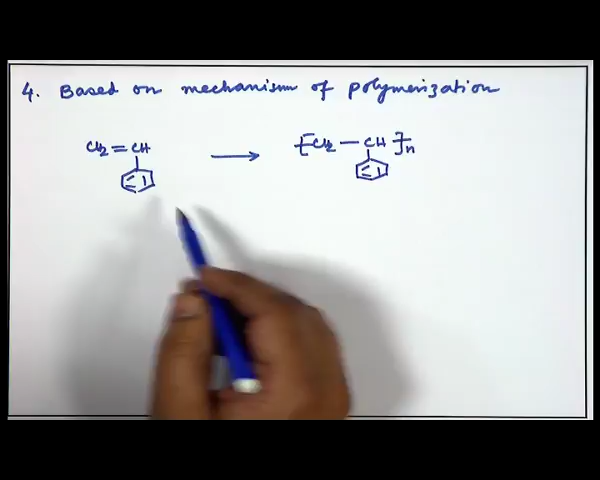 4. Based on mechanism of polymerization
CH2 = CH → [CH2 — CH]n